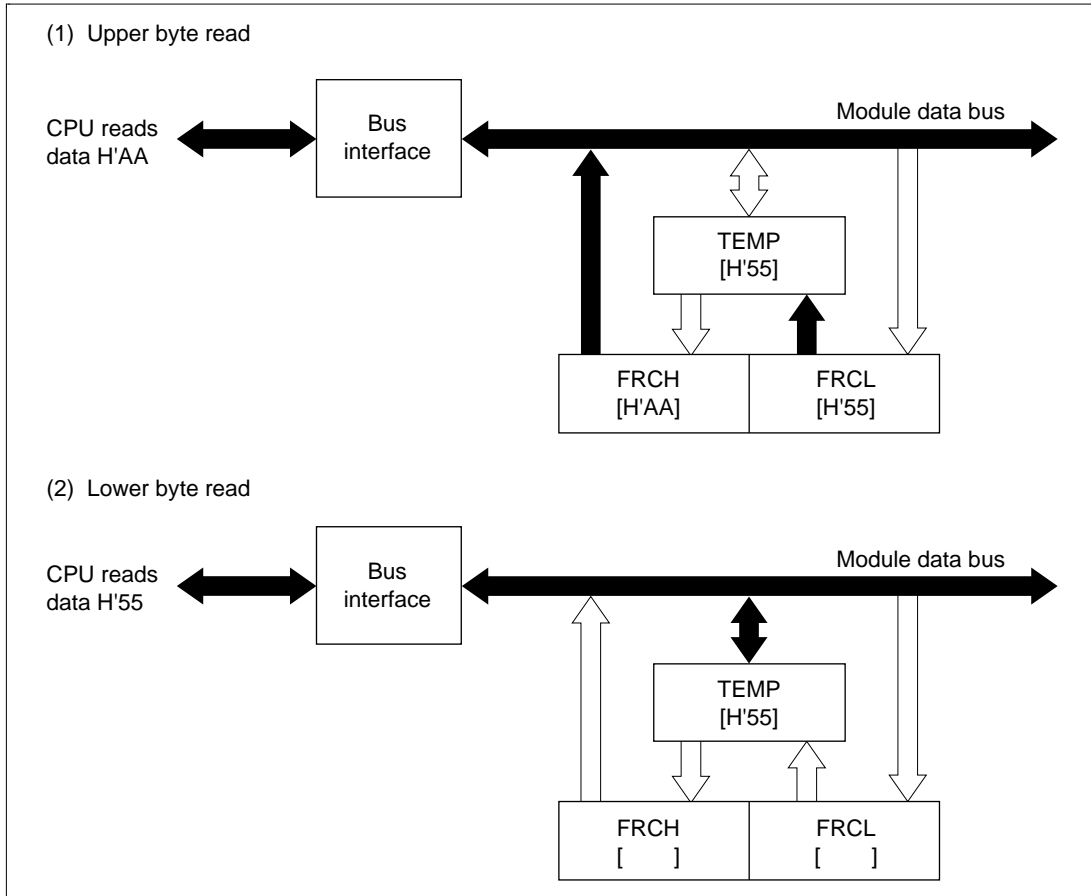 (1) Upper byte read
CPU reads
data H'AA
Bus
interface
Module data bus
TEMP
[H'55]
FRCH
[H'AA]
FRCL
[H'55]
(2) Lower byte read
CPU reads
data H'55
Bus
interface
Module data bus
TEMP
[H'55]
FRCH
[ ]
FRCL
[ ]